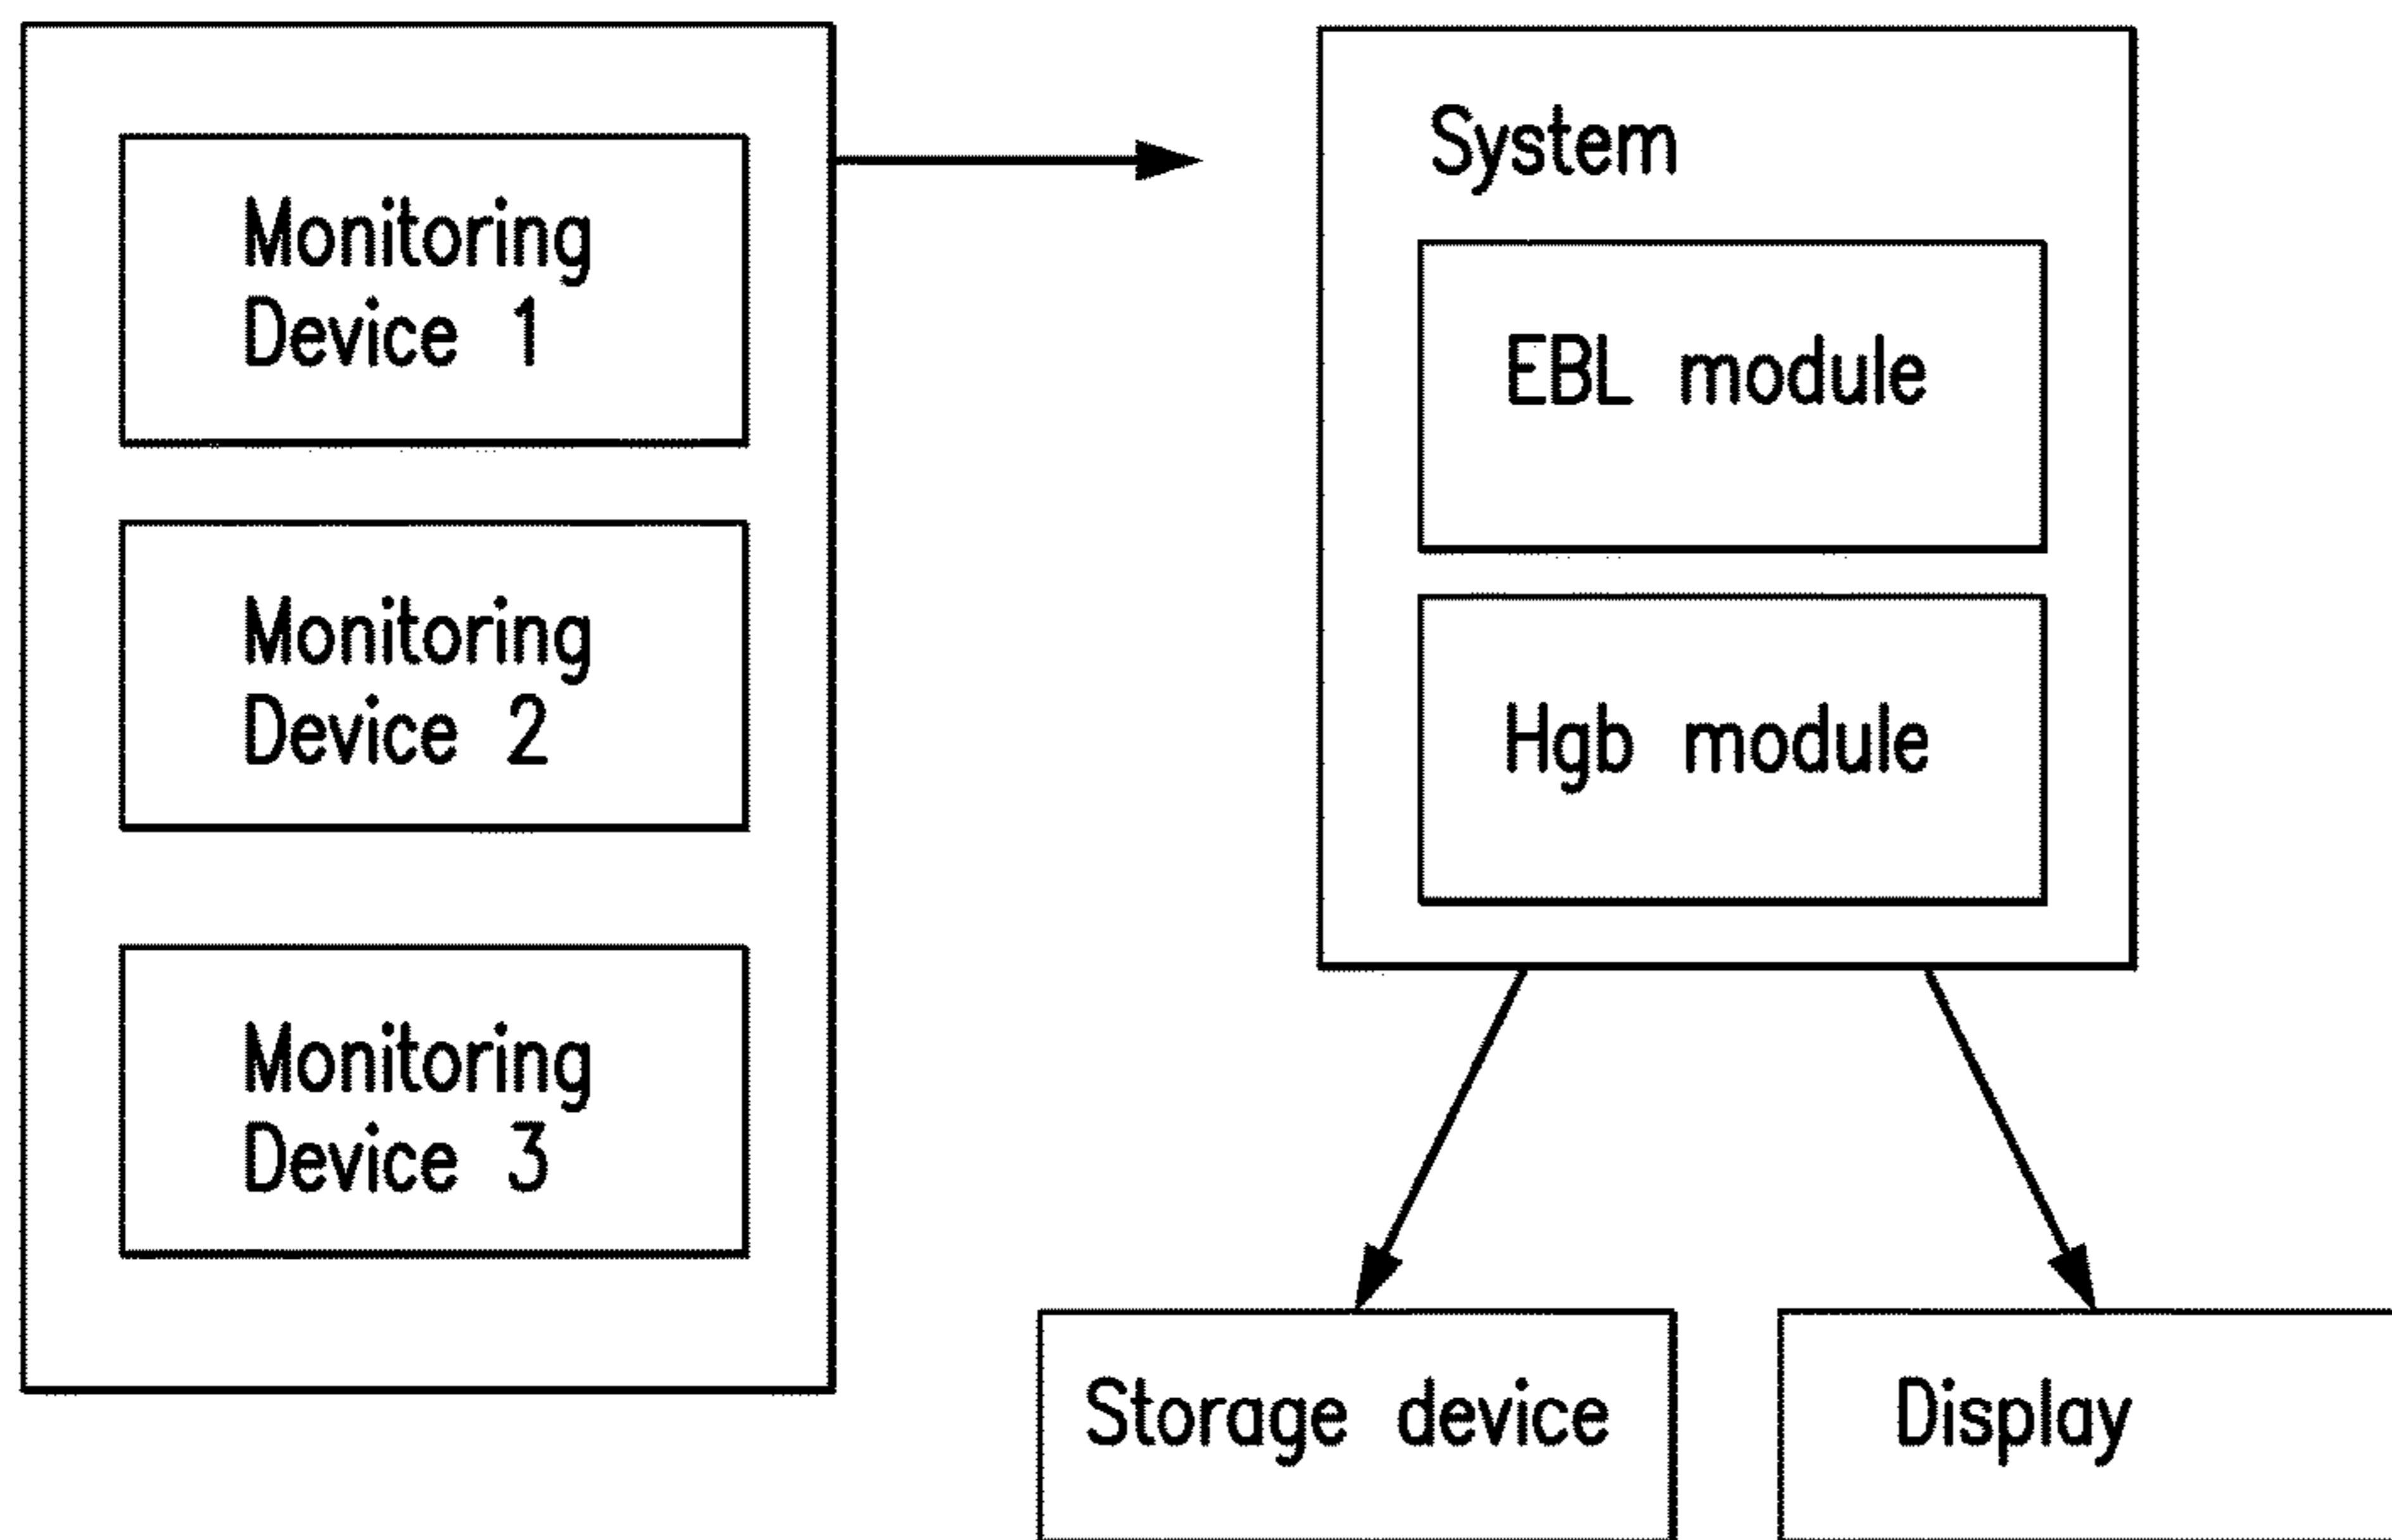 Monitoring
Device 1
Monitoring
Device 2
Monitoring
Device 3
System
EBL module
Hgb module
Storage device
Display